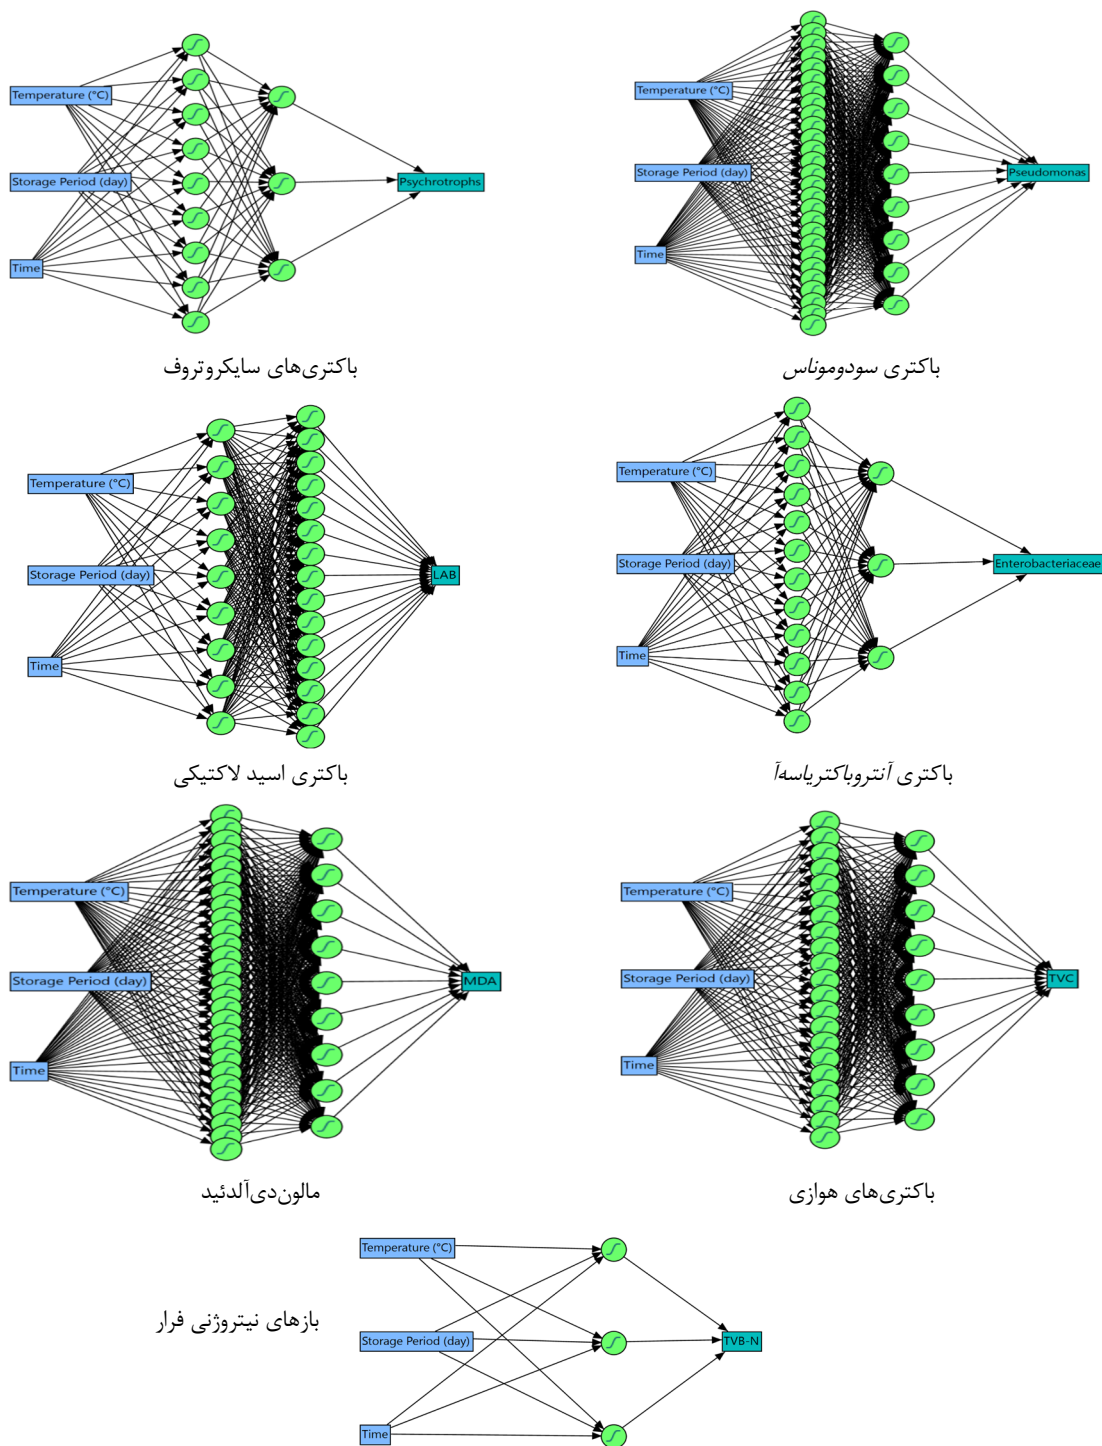 Temperature (°C)
Storage Period (day)
Time
Psychrotrophs
باکتری‌های سایکروتروف
Temperature (°C)
Storage Period (day)
Time
Pseudomonas
باکتری سودوموناس
Temperature (°C)
Storage Period (day)
Time
LAB
باکتری اسید لاکتیکی
Temperature (°C)
Storage Period (day)
Time
Enterobacteriaceae
باکتری آنتروباکتریاسه‌آ
Temperature (°C)
Storage Period (day)
Time
MDA
مالون‌دی‌آلدئید
Temperature (°C)
Storage Period (day)
Time
TVC
باکتری‌های هوازی
Temperature (°C)
Storage Period (day)
Time
TVB-N
بازهای نیتروژنی فرار